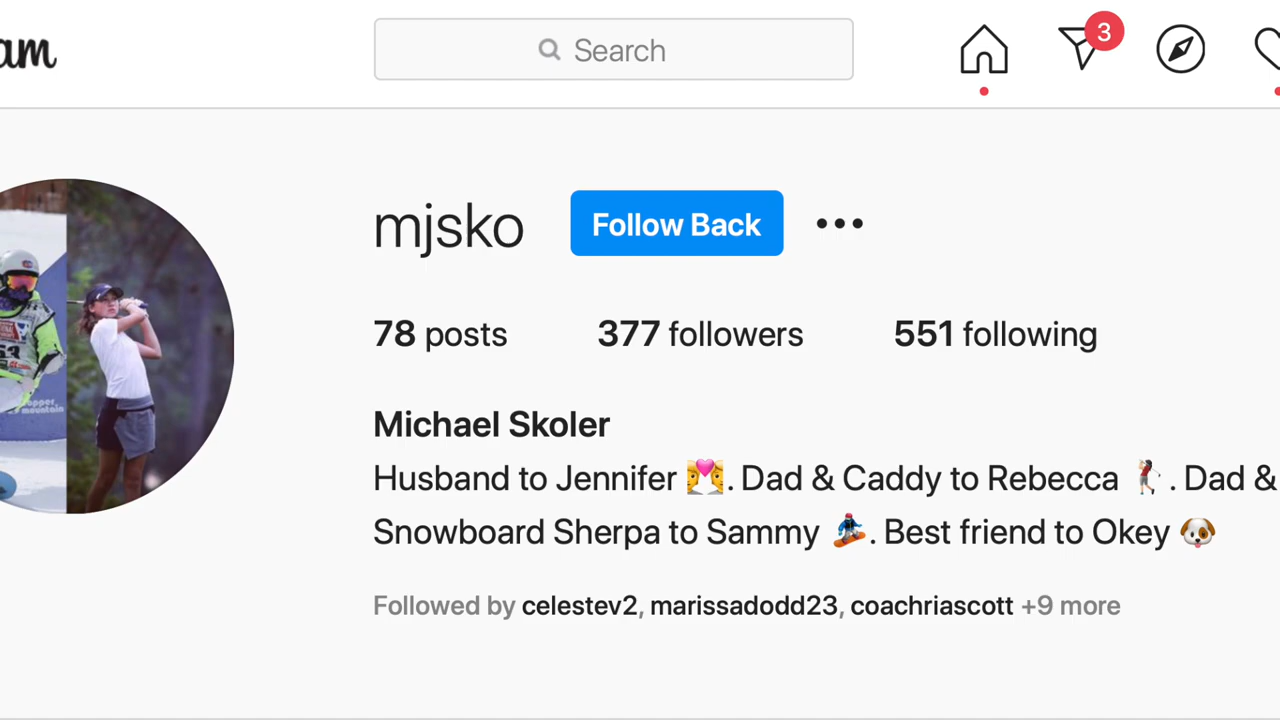 am
Search
3
mjsko
Follow Back
78 posts 377 followers 551 following
Michael Skoler
Husband to Jennifer 💏. Dad & Caddy to Rebecca 🏌🏻‍♀️. Dad &
Snowboard Sherpa to Sammy 🏂. Best friend to Okey 🐶
Followed by celestev2, marissadodd23, coachriascott +9 more